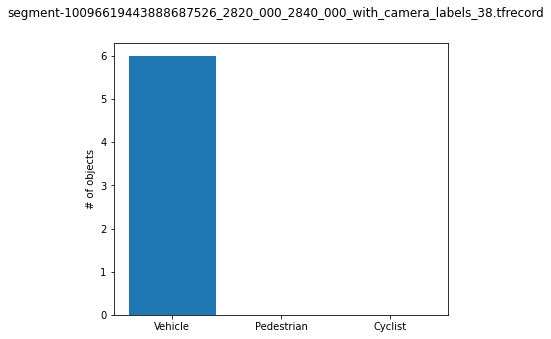 segment-10096619443888687526_2820_000_2840_000_with_camera_labels_38.tfrecord
6
5
4
3
2
1
0
# of objects
Vehicle Pedestrian Cyclist